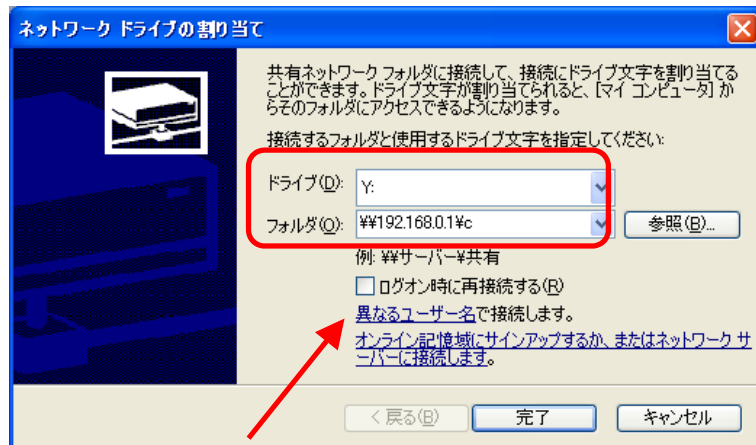 ネットワーク ドライブの割り当て
共有ネットワーク フォルダに接続して、接続にドライブ文字を割り当てる
ことができます。ドライブ文字が割り当てられると、[マイ コンピュータ] か
らそのフォルダにアクセスできるようになります。
接続するフォルダと使用するドライブ文字を指定してください:
ドライブ(D): Y:
フォルダ(O): ¥¥192.168.0.1¥c 参照(B)...
例: ¥¥サーバー¥共有
ログオン時に再接続する(R)
異なるユーザー名で接続します。
オンライン記憶域にサインアップするか、またはネットワーク サ
ーバーに接続します。
< 戻る(B) 完了 キャンセル